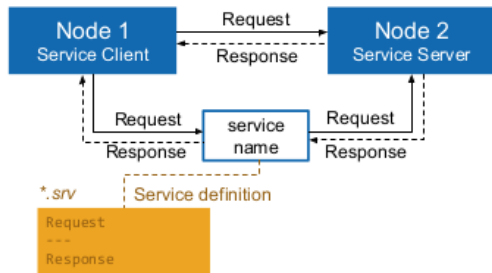 Node 1
Service Client
Request
Response
Node 2
Service Server
Request
Response
service
name
Request
Response
*.srv
Service definition
Request
---
Response